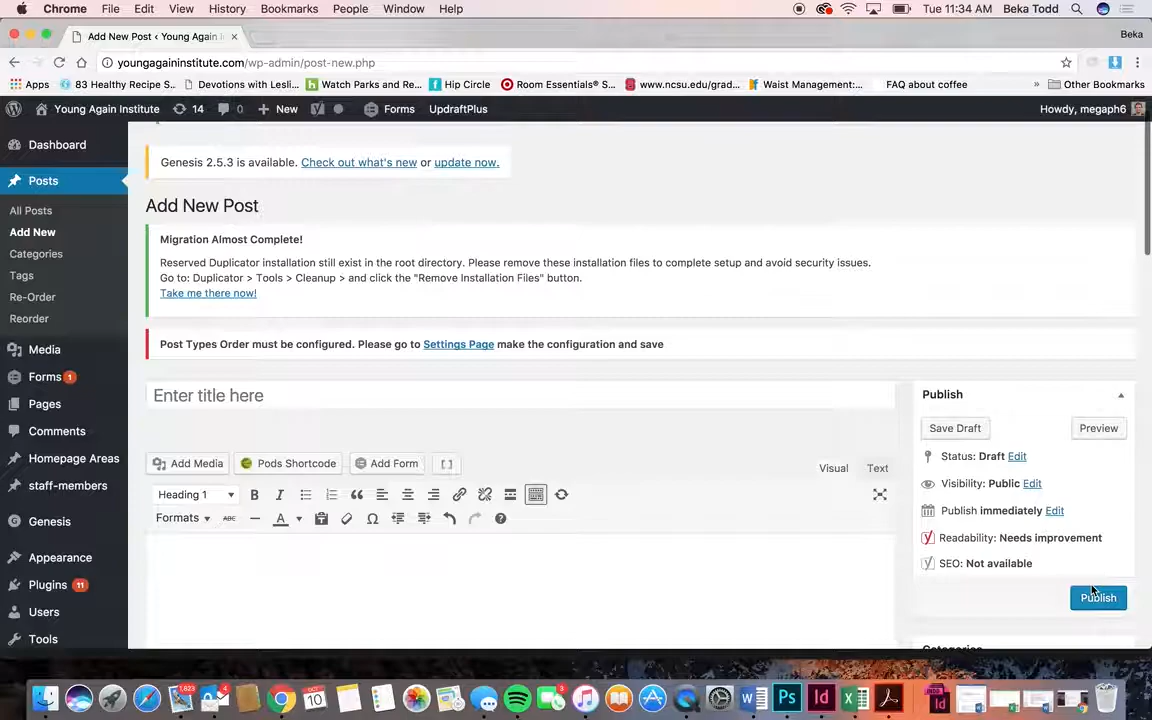 Chrome File Edit View History Bookmarks People Window Help Tue 11:34 AM Beka Todd
Add New Post ‹ Young Again I Beka
youngagaininstitute.com/wp-admin/post-new.php
Apps 83 Healthy Recipe S... Devotions with Lesli... Watch Parks and Re... Hip Circle Room Essentials® S... www.ncsu.edu/grad... Waist Management:... FAQ about coffee » Other Bookmarks
Young Again Institute 14 0 New Forms UpdraftPlus Howdy, megaph6
Dashboard
Posts
All Posts
Add New
Categories
Tags
Re-Order
Reorder
Media
Forms 1
Pages
Comments
Homepage Areas
staff-members
Genesis
Appearance
Plugins 11
Users
Tools
Genesis 2.5.3 is available. Check out what's new or update now.
Add New Post
Migration Almost Complete!
Reserved Duplicator installation still exist in the root directory. Please remove these installation files to complete setup and avoid security issues.
Go to: Duplicator > Tools > Cleanup > and click the "Remove Installation Files" button.
Take me there now!
Post Types Order must be configured. Please go to Settings Page make the configuration and save
Enter title here
Add Media Pods Shortcode Add Form Visual Text
Heading 1 B I
Formats ABC A
Publish
Save Draft Preview
Status: Draft Edit
Visibility: Public Edit
Publish immediately Edit
Readability: Needs improvement
SEO: Not available
Publish
Categories
1,623 4 OCT 10 3 W Ps Id X